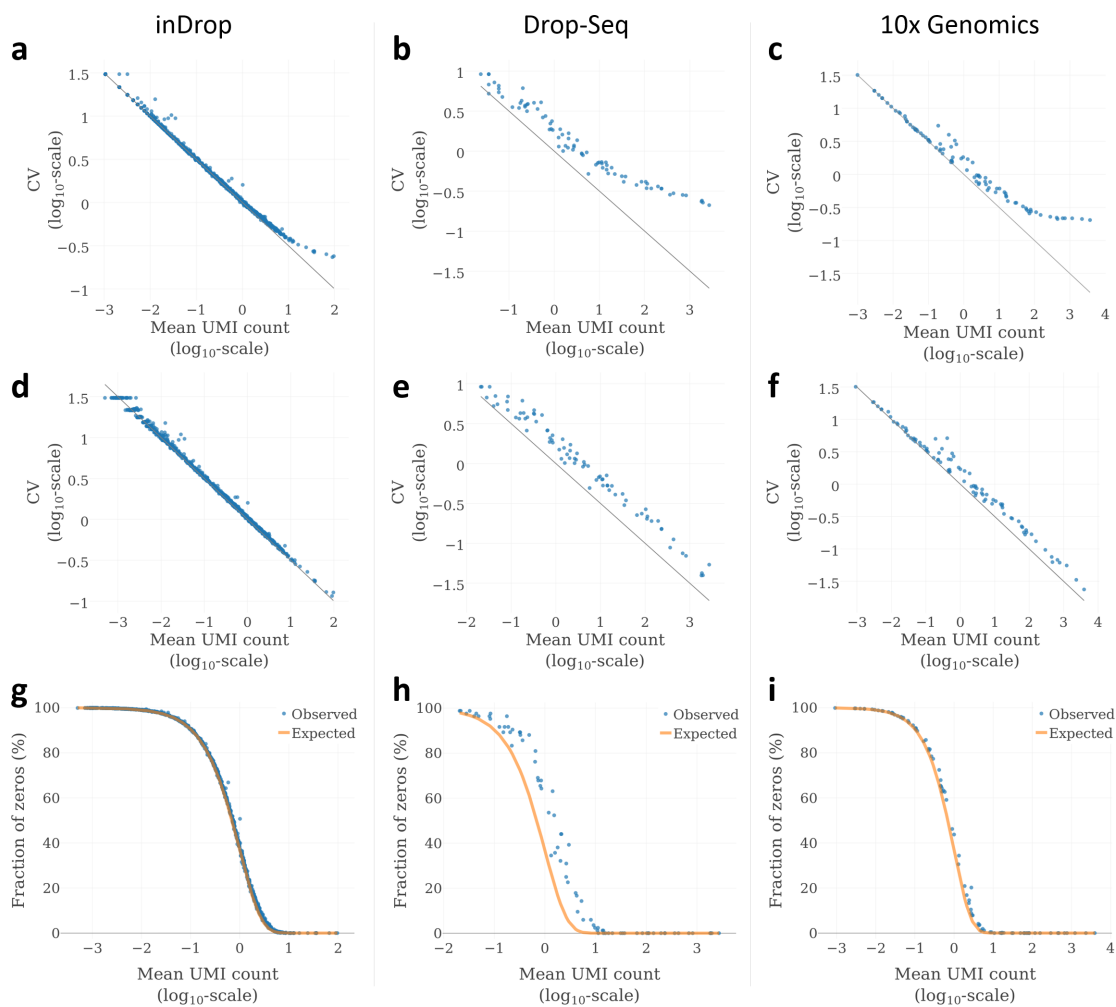 inDrop
Drop-Seq
10x Genomics
a
CV
(log10-scale)
1.5
1
0.5
0
−0.5
−1
−3
−2
−1
0
1
2
Mean UMI count
(log10-scale)
b
CV
(log10-scale)
1
0.5
0
−0.5
−1
−1.5
−1
0
1
2
3
Mean UMI count
(log10-scale)
c
CV
(log10-scale)
1.5
1
0.5
0
−0.5
−1
−1.5
−3
−2
−1
0
1
2
3
4
Mean UMI count
(log10-scale)
d
CV
(log10-scale)
1.5
1
0.5
0
−0.5
−1
−3
−2
−1
0
1
2
Mean UMI count
(log10-scale)
e
CV
(log10-scale)
1
0.5
0
−0.5
−1
−1.5
−2
−1
0
1
2
3
Mean UMI count
(log10-scale)
f
CV
(log10-scale)
1.5
1
0.5
0
−0.5
−1
−1.5
−3
−2
−1
0
1
2
3
4
Mean UMI count
(log10-scale)
g
Fraction of zeros (%)
100
80
60
40
20
0
Observed
Expected
−3
−2
−1
0
1
2
Mean UMI count
(log10-scale)
h
Fraction of zeros (%)
100
80
60
40
20
0
Observed
Expected
−2
−1
0
1
2
3
Mean UMI count
(log10-scale)
i
Fraction of zeros (%)
100
80
60
40
20
0
Observed
Expected
−3
−2
−1
0
1
2
3
4
Mean UMI count
(log10-scale)